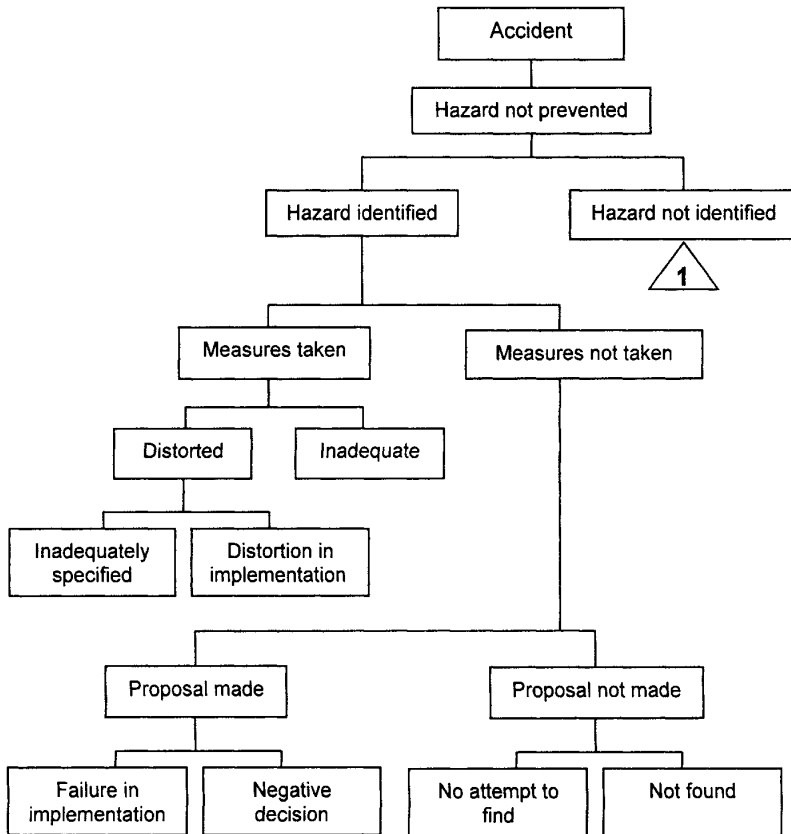 Accident
Hazard not prevented
Hazard identified
Hazard not identified
1
Measures taken
Measures not taken
Distorted
Inadequate
Inadequately
specified
Distortion in
implementation
Proposal made
Proposal not made
Failure in
implementation
Negative
decision
No attempt to
find
Not found